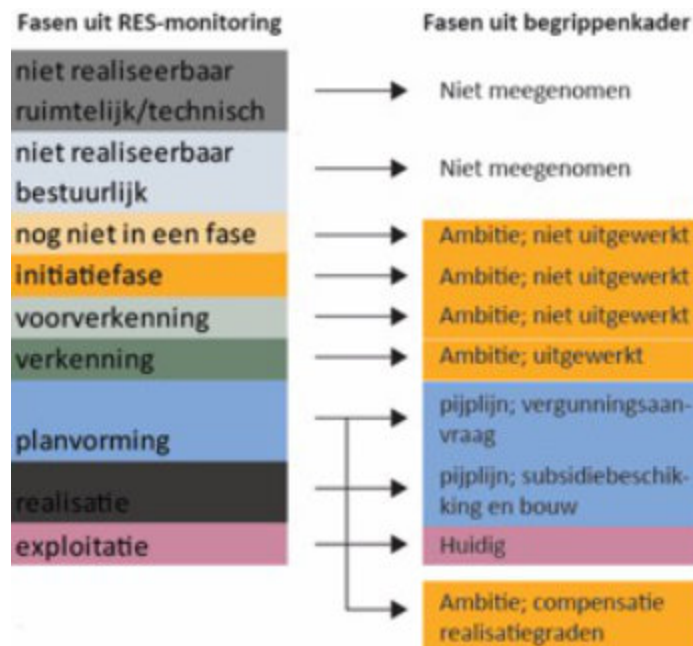 Fasen uit RES-monitoring
Fasen uit begrippenkader
niet realiseerbaar
ruimtelijk/technisch
Niet meegenomen
niet realiseerbaar
bestuurlijk
Niet meegenomen
nog niet in een fase
Ambitie; niet uitgewerkt
initiatiefase
Ambitie; niet uitgewerkt
voorverkenning
Ambitie; niet uitgewerkt
verkenning
Ambitie; uitgewerkt
planvorming
pijplijn; vergunningsaan-
vraag
realisatie
pijplijn; subsidiebeschik-
king en bouw
exploitatie
Huidig
Ambitie; compensatie
realisatiegraden